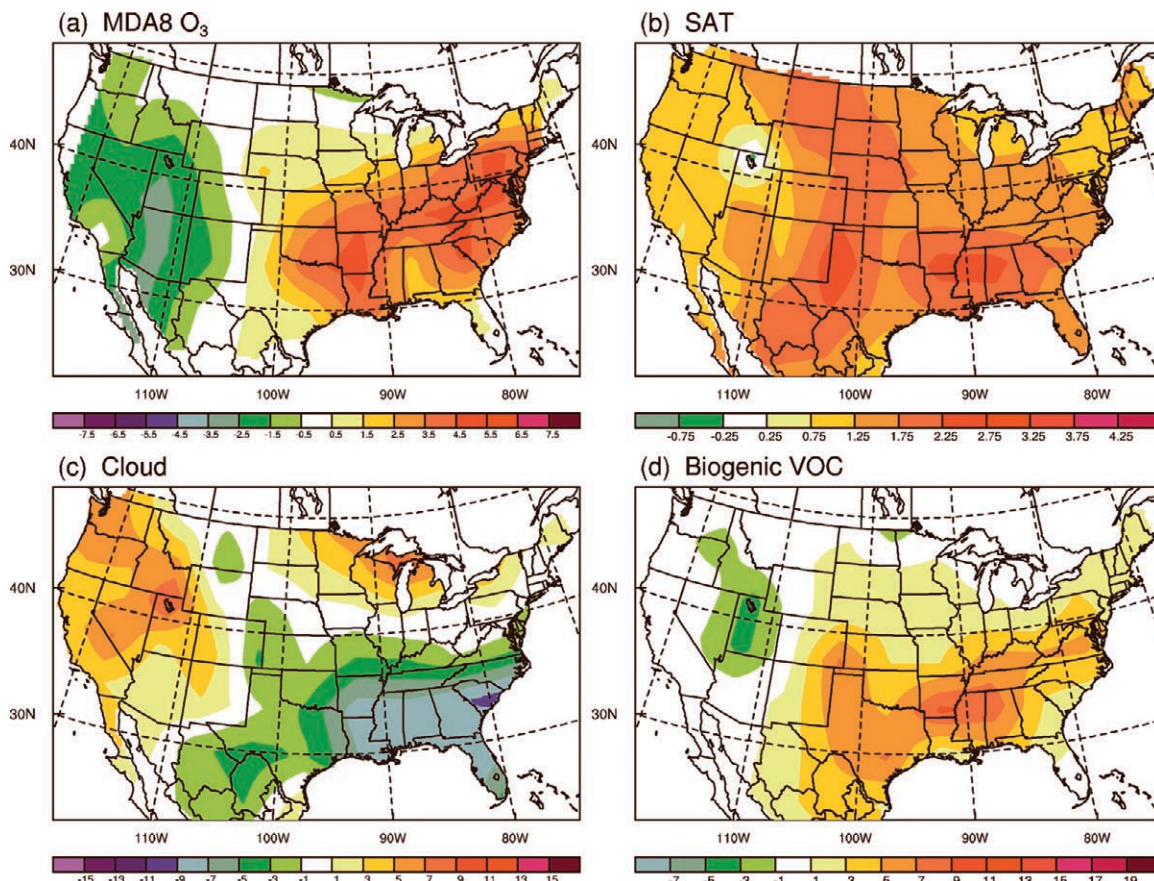 (a) MDA8 O₃
(b) SAT
40N
30N
110W 100W 90W 80W
-7.5 -6.5 -5.5 -4.5 -3.5 -2.5 -1.5 -0.5 0.5 1.5 2.5 3.5 4.5 5.5 6.5 7.5
40N
30N
110W 100W 90W 80W
-0.75 -0.25 0.25 0.75 1.25 1.75 2.25 2.75 3.25 3.75 4.25
(c) Cloud
(d) Biogenic VOC
40N
30N
110W 100W 90W 80W
-15 -13 -11 -9 -7 -5 -3 -1 1 3 5 7 9 11 13 15
40N
30N
110W 100W 90W 80W
-7 -5 -3 -1 1 3 5 7 9 11 13 15 17 19